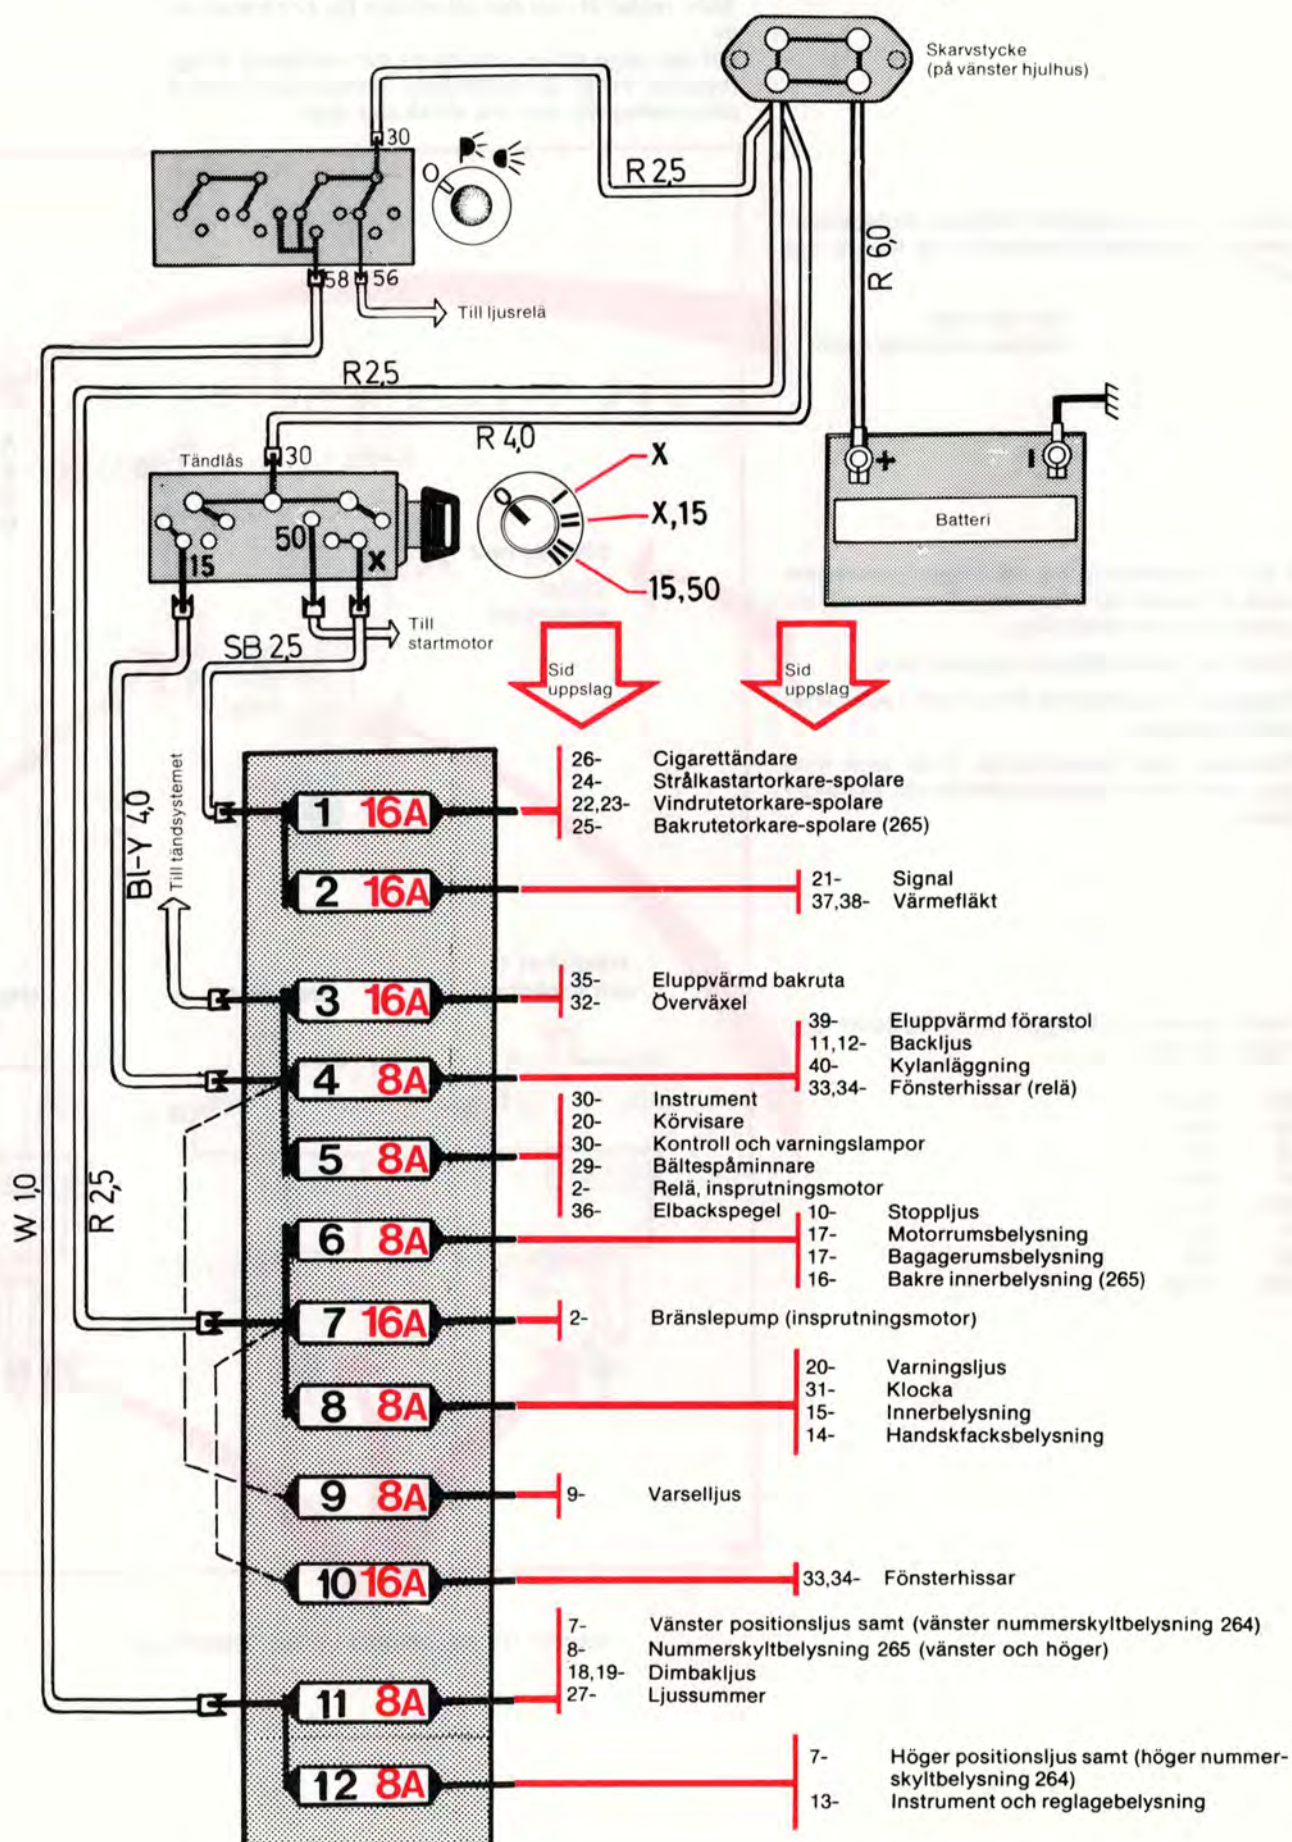 Skarvstycke
(på vänster hjulhus)
30
R 2,5
O
R 6,0
58
56
Till ljusrelä
R 2,5
R 4,0
Tändlås
30
O
I
II
III
X
X,15
15,50
+
-
Batteri
15
50
X
Till
startmotor
SB 2,5
Sid
uppslag
Sid
uppslag
Bl-Y 4,0
Till tändsystemet
W 1,0
R 2,5
1 16A
26- Cigarettändare
24- Strålkastartorkare-spolare
22,23- Vindrutetorkare-spolare
25- Bakrutetorkare-spolare (265)
2 16A
21- Signal
37,38- Värmefläkt
3 16A
35- Eluppvärmd bakruta
32- Överväxel
4 8A
39- Eluppvärmd förarstol
11,12- Backljus
40- Kylanläggning
33,34- Fönsterhissar (relä)
5 8A
30- Instrument
20- Körvisare
30- Kontroll och varningslampor
29- Bältespåminnare
2- Relä, insprutningsmotor
36- Elbackspegel
6 8A
10- Stoppljus
17- Motorrumsbelysning
17- Bagagerumsbelysning
16- Bakre innerbelysning (265)
7 16A
2- Bränslepump (insprutningsmotor)
8 8A
20- Varningsljus
31- Klocka
15- Innerbelysning
14- Handskfacksbelysning
9 8A
9- Varselljus
10 16A
33,34- Fönsterhissar
11 8A
7- Vänster positionsljus samt (vänster nummerskyltbelysning 264)
8- Nummerskyltbelysning 265 (vänster och höger)
18,19- Dimbakljus
27- Ljussummer
12 8A
7- Höger positionsljus samt (höger nummer-
skyltbelysning 264)
13- Instrument och reglagebelysning